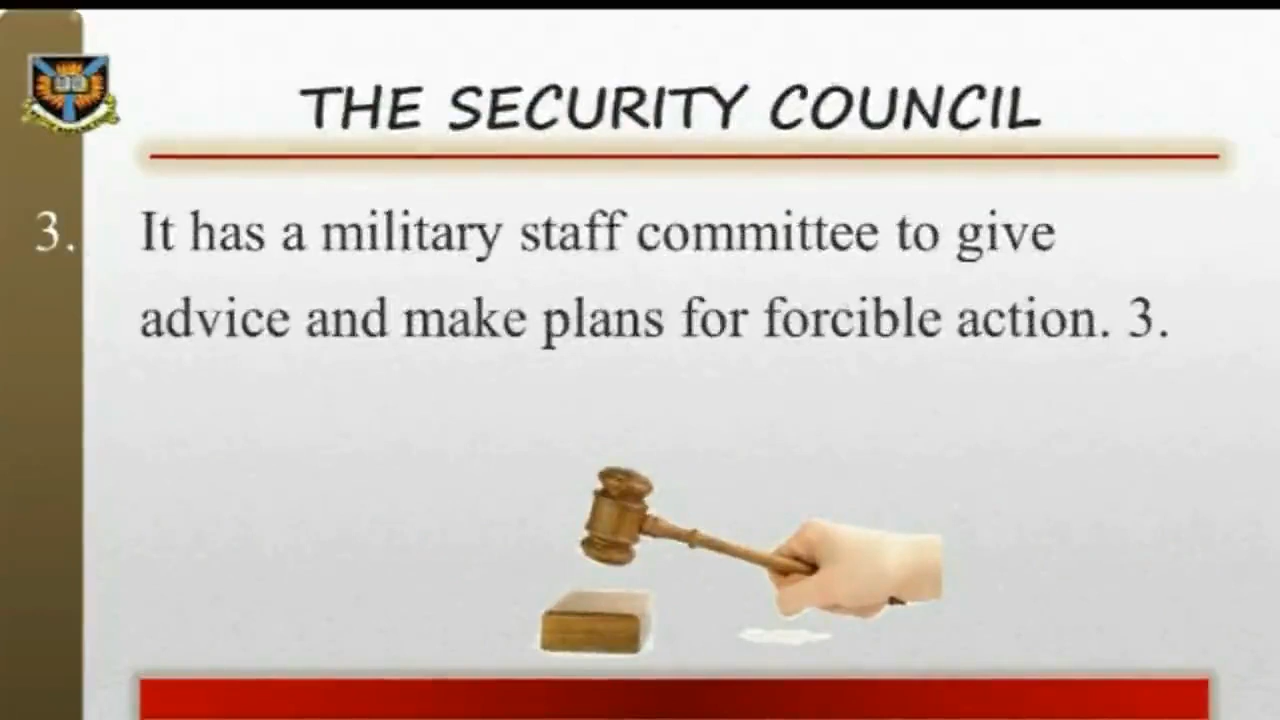 THE SECURITY COUNCIL
3. It has a military staff committee to give
advice and make plans for forcible action. 3.